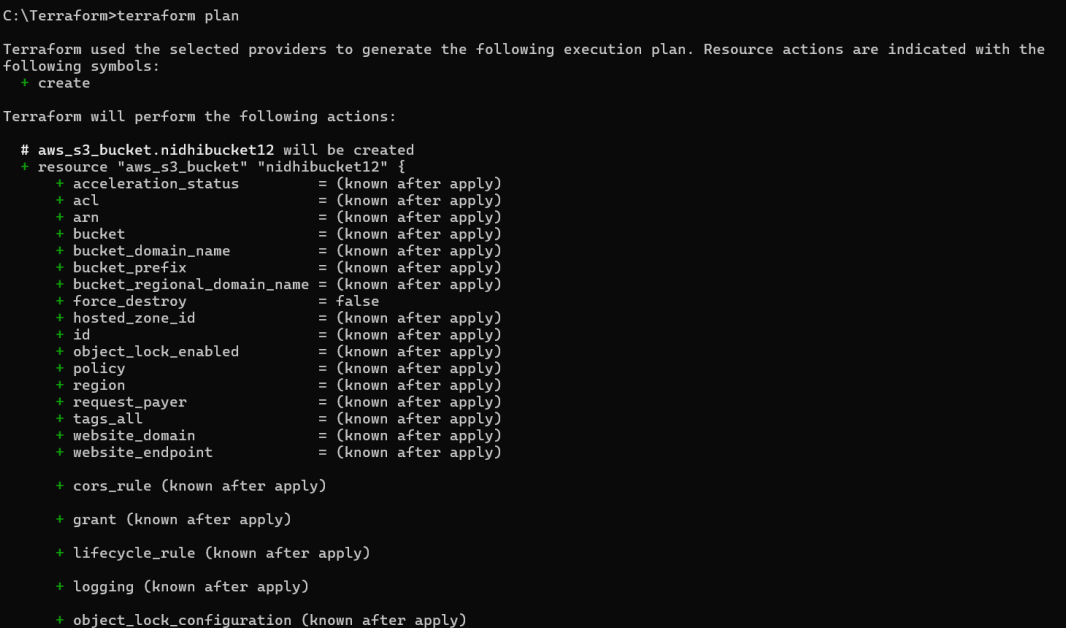 C:\Terraform>terraform plan
Terraform used the selected providers to generate the following execution plan. Resource actions are indicated with the
following symbols:
  + create
Terraform will perform the following actions:
  # aws_s3_bucket.nidhibucket12 will be created
  + resource "aws_s3_bucket" "nidhibucket12" {
      + acceleration_status         = (known after apply)
      + acl                         = (known after apply)
      + arn                         = (known after apply)
      + bucket                      = (known after apply)
      + bucket_domain_name          = (known after apply)
      + bucket_prefix               = (known after apply)
      + bucket_regional_domain_name = (known after apply)
      + force_destroy               = false
      + hosted_zone_id              = (known after apply)
      + id                          = (known after apply)
      + object_lock_enabled         = (known after apply)
      + policy                      = (known after apply)
      + region                      = (known after apply)
      + request_payer               = (known after apply)
      + tags_all                    = (known after apply)
      + website_domain              = (known after apply)
      + website_endpoint            = (known after apply)
      + cors_rule (known after apply)
      + grant (known after apply)
      + lifecycle_rule (known after apply)
      + logging (known after apply)
      + object_lock_configuration (known after apply)